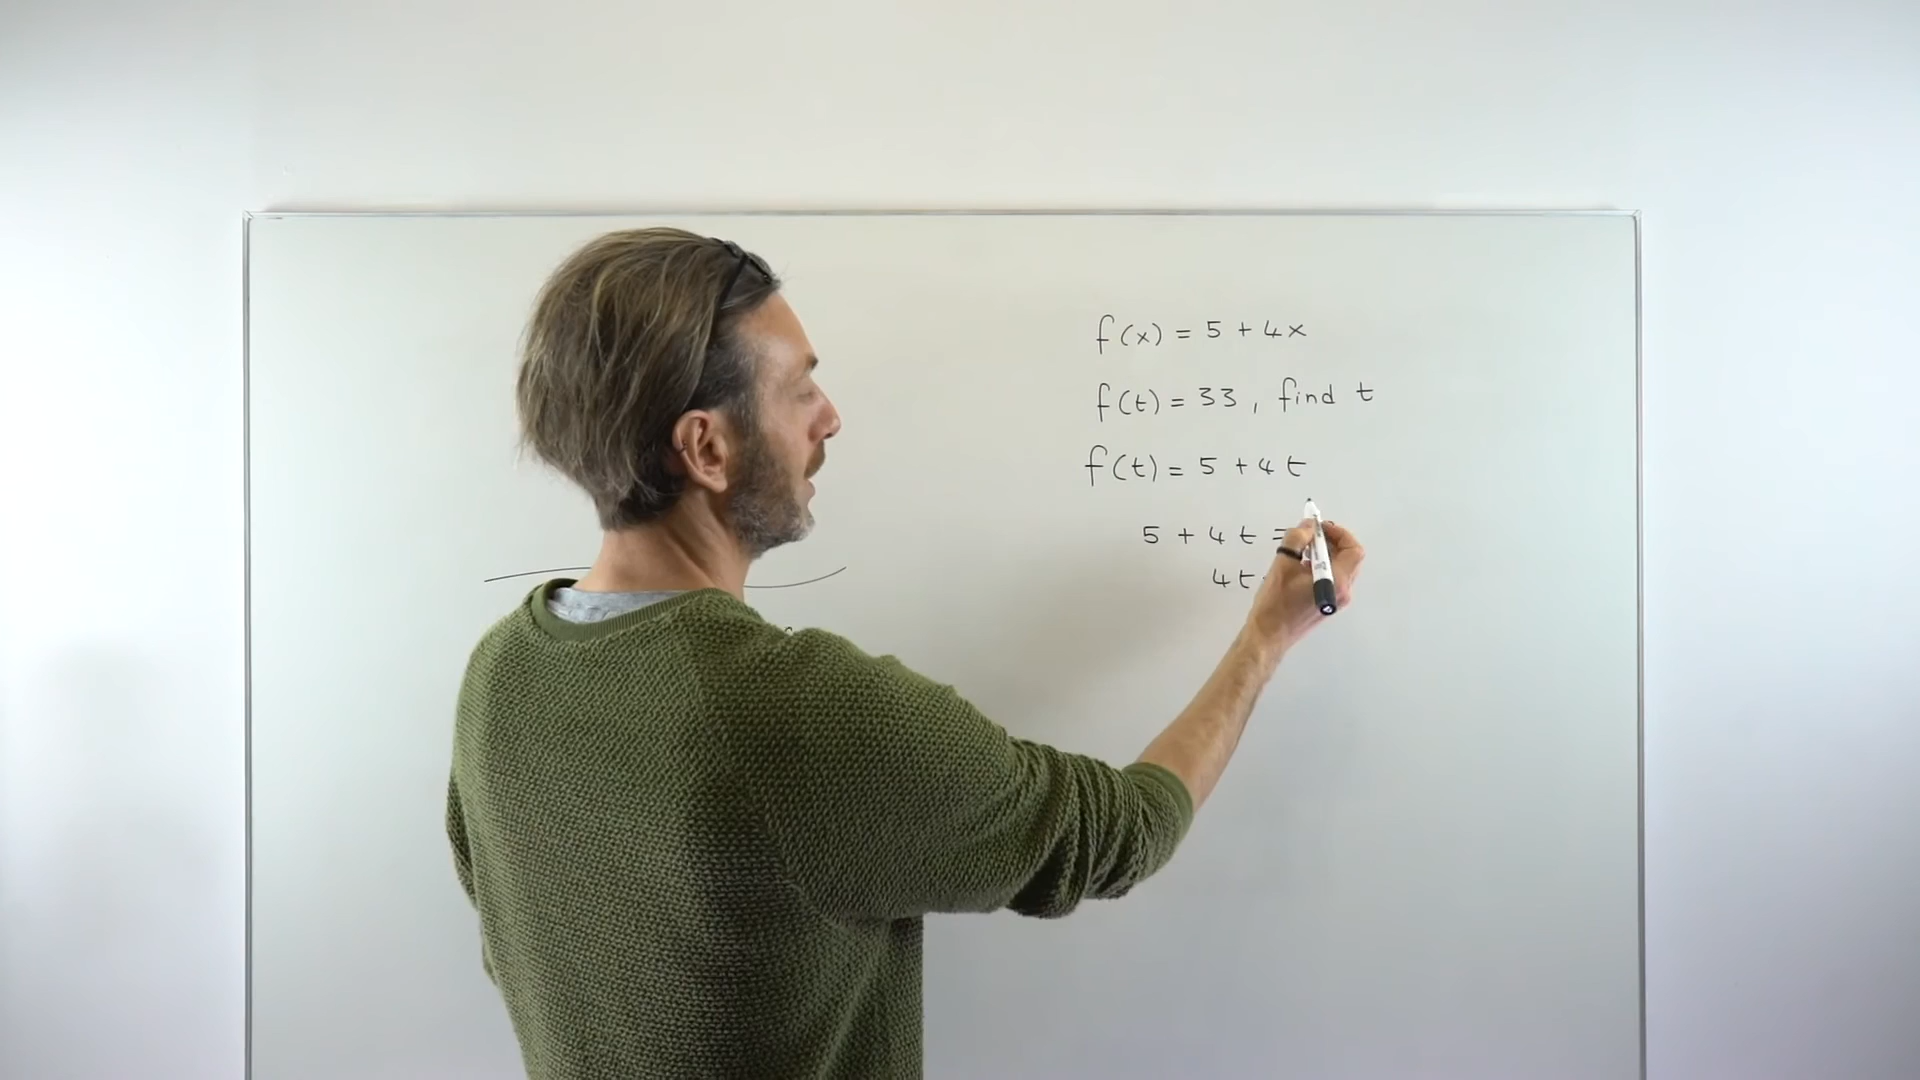 f(x) = 5 + 4x
f(t) = 33, find t
f(t) = 5 + 4t
5 + 4t =
4t